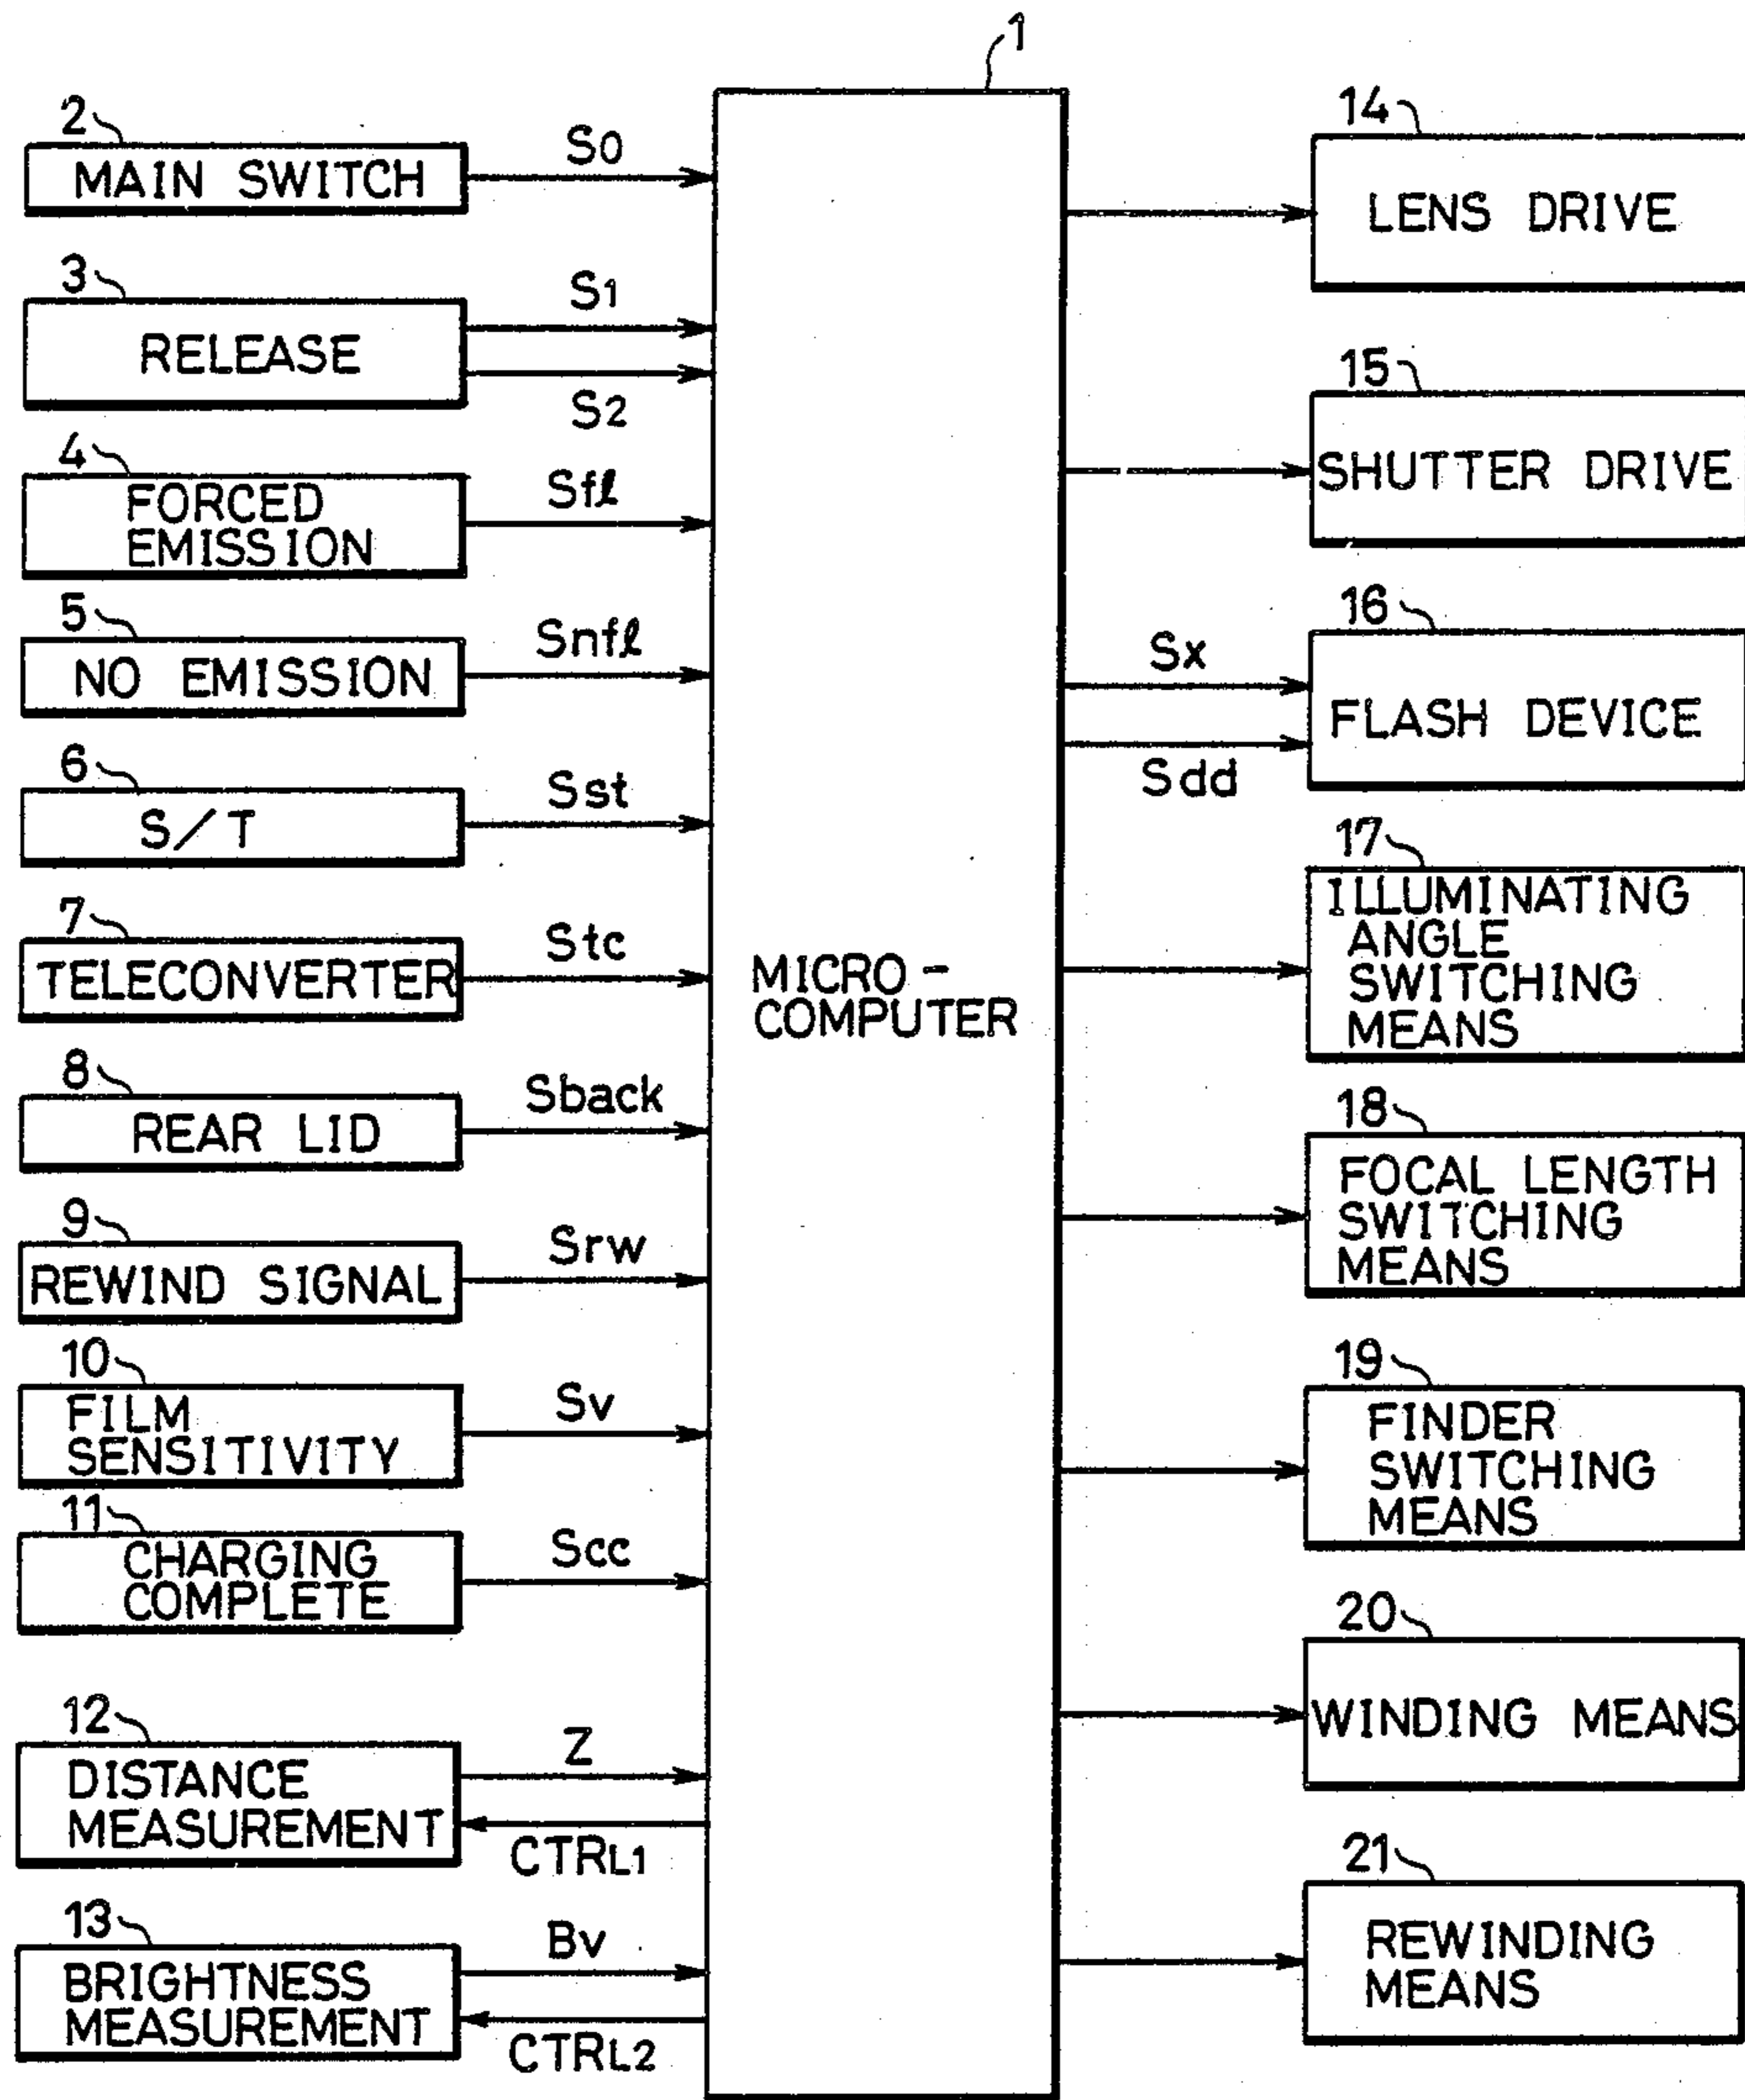 1
2
MAIN SWITCH
S0
3
RELEASE
S1
S2
4
FORCED
EMISSION
Sfl
5
NO EMISSION
Snfl
6
S/T
Sst
7
TELECONVERTER
Stc
8
REAR LID
Sback
9
REWIND SIGNAL
Srw
10
FILM
SENSITIVITY
Sv
11
CHARGING
COMPLETE
Scc
12
DISTANCE
MEASUREMENT
Z
CTRL1
13
BRIGHTNESS
MEASUREMENT
Bv
CTRL2
MICRO-
COMPUTER
14
LENS DRIVE
15
SHUTTER DRIVE
16
FLASH DEVICE
Sx
Sdd
17
ILLUMINATING
ANGLE
SWITCHING
MEANS
18
FOCAL LENGTH
SWITCHING
MEANS
19
FINDER
SWITCHING
MEANS
20
WINDING MEANS
21
REWINDING
MEANS